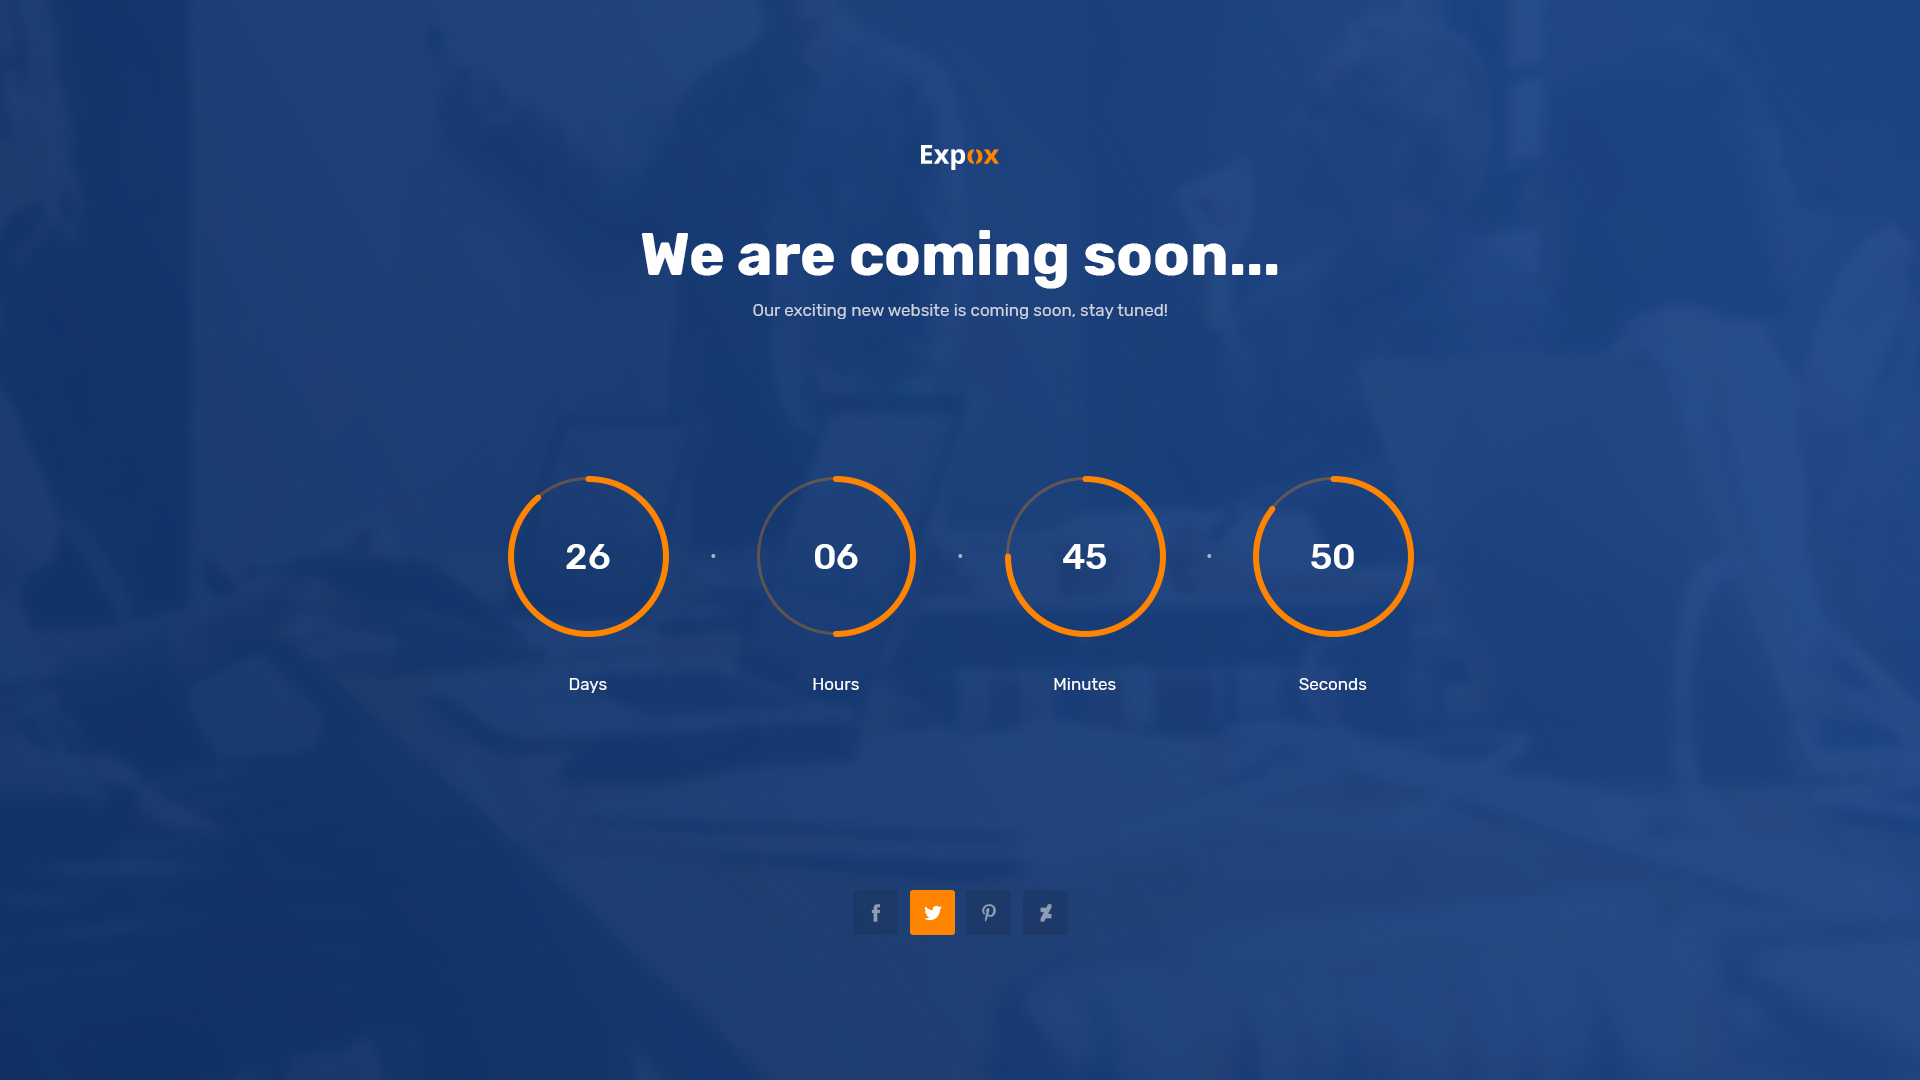 Expox
We are coming soon...
Our exciting new website is coming soon, stay tuned!
26
06
45
50
Days
Hours
Minutes
Seconds